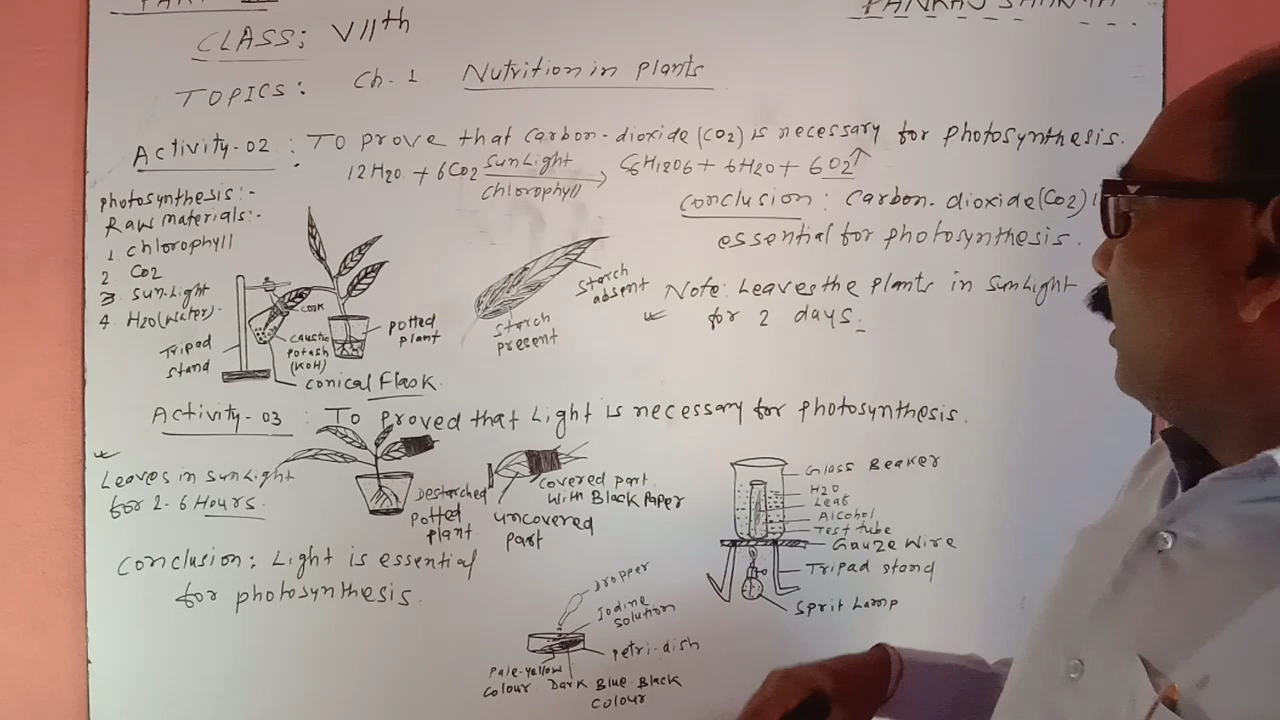 CLASS: VIIth
TOPICS: Ch. 1 Nutrition in plants
Activity-02 : To prove that carbon-dioxide (CO2) is necessary for photosynthesis.
12H2O + 6CO2 sunlight chlorophyll → C6H12O6 + 6H2O + 6O2↑
photosynthesis:-
Raw materials:-
1. chlorophyll
2. CO2
3. sun-light
4. H2O(water).
Tripod stand
cork
caustic potash (KOH)
potted plant
conical Flask.
starch absent
starch present
conclusion : carbon-dioxide(CO2)
essential for photosynthesis.
Note: Leaves the plants in sunlight
for 2 days.
Activity-03 : To proved that Light is necessary for photosynthesis.
Leaves in sunlight
for 2-6 Hours.
Destarched
potted
plant
covered part
with Black Paper
uncovered
part
Conclusion: Light is essential
for photosynthesis.
Glass Beaker
H2O
Leaf
Alcohol
Test tube
Gauze wire
Tripod stand
Sprit Lamp
Dropper
Iodine
solution
petri-dish
Pale-yellow
colour
Dark Blue-Black
colour